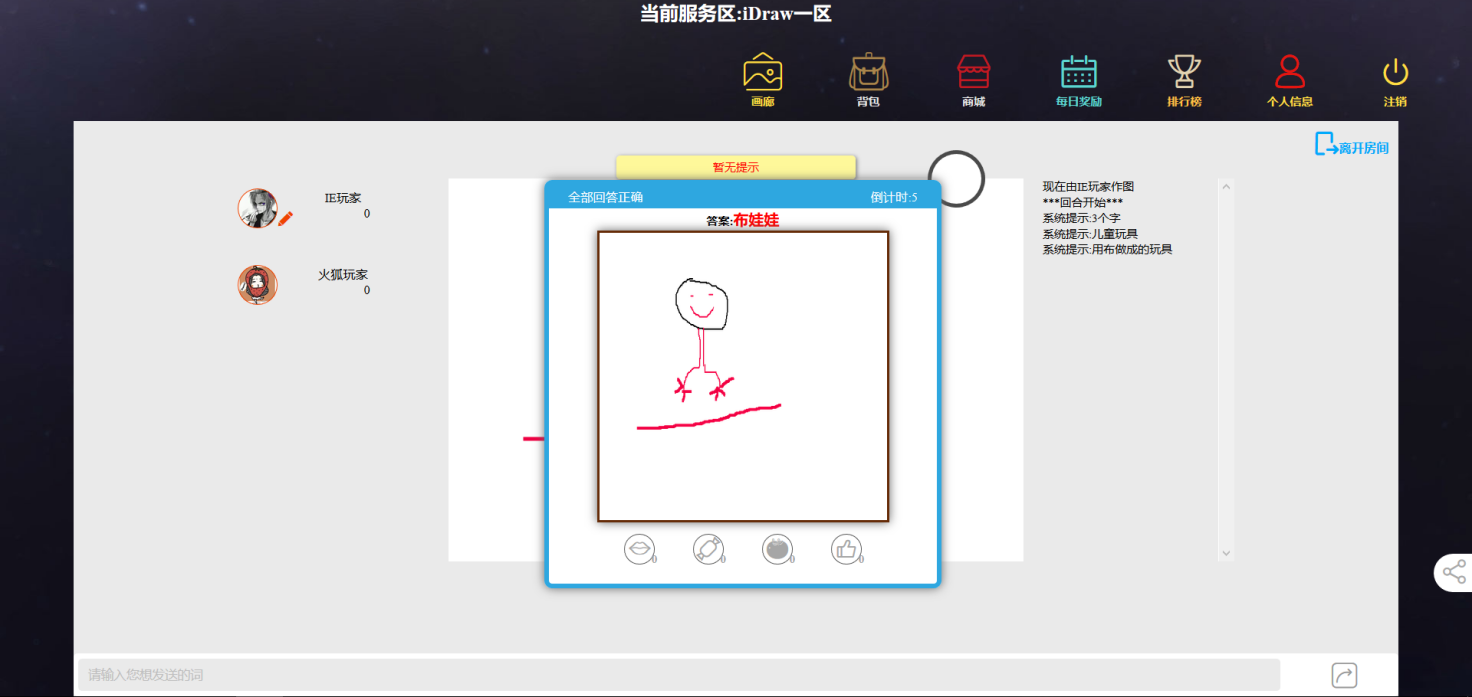 当前服务区:iDraw一区
画廊
背包
商城
每日奖励
排行榜
个人信息
注销
离开房间
暂无提示
IE玩家
0
火狐玩家
0
全部回答正确 倒计时:5
答案:布娃娃
0 0 0 0
现在由IE玩家作图
***回合开始***
系统提示:3个字
系统提示:儿童玩具
系统提示:用布做成的玩具
请输入您想发送的词